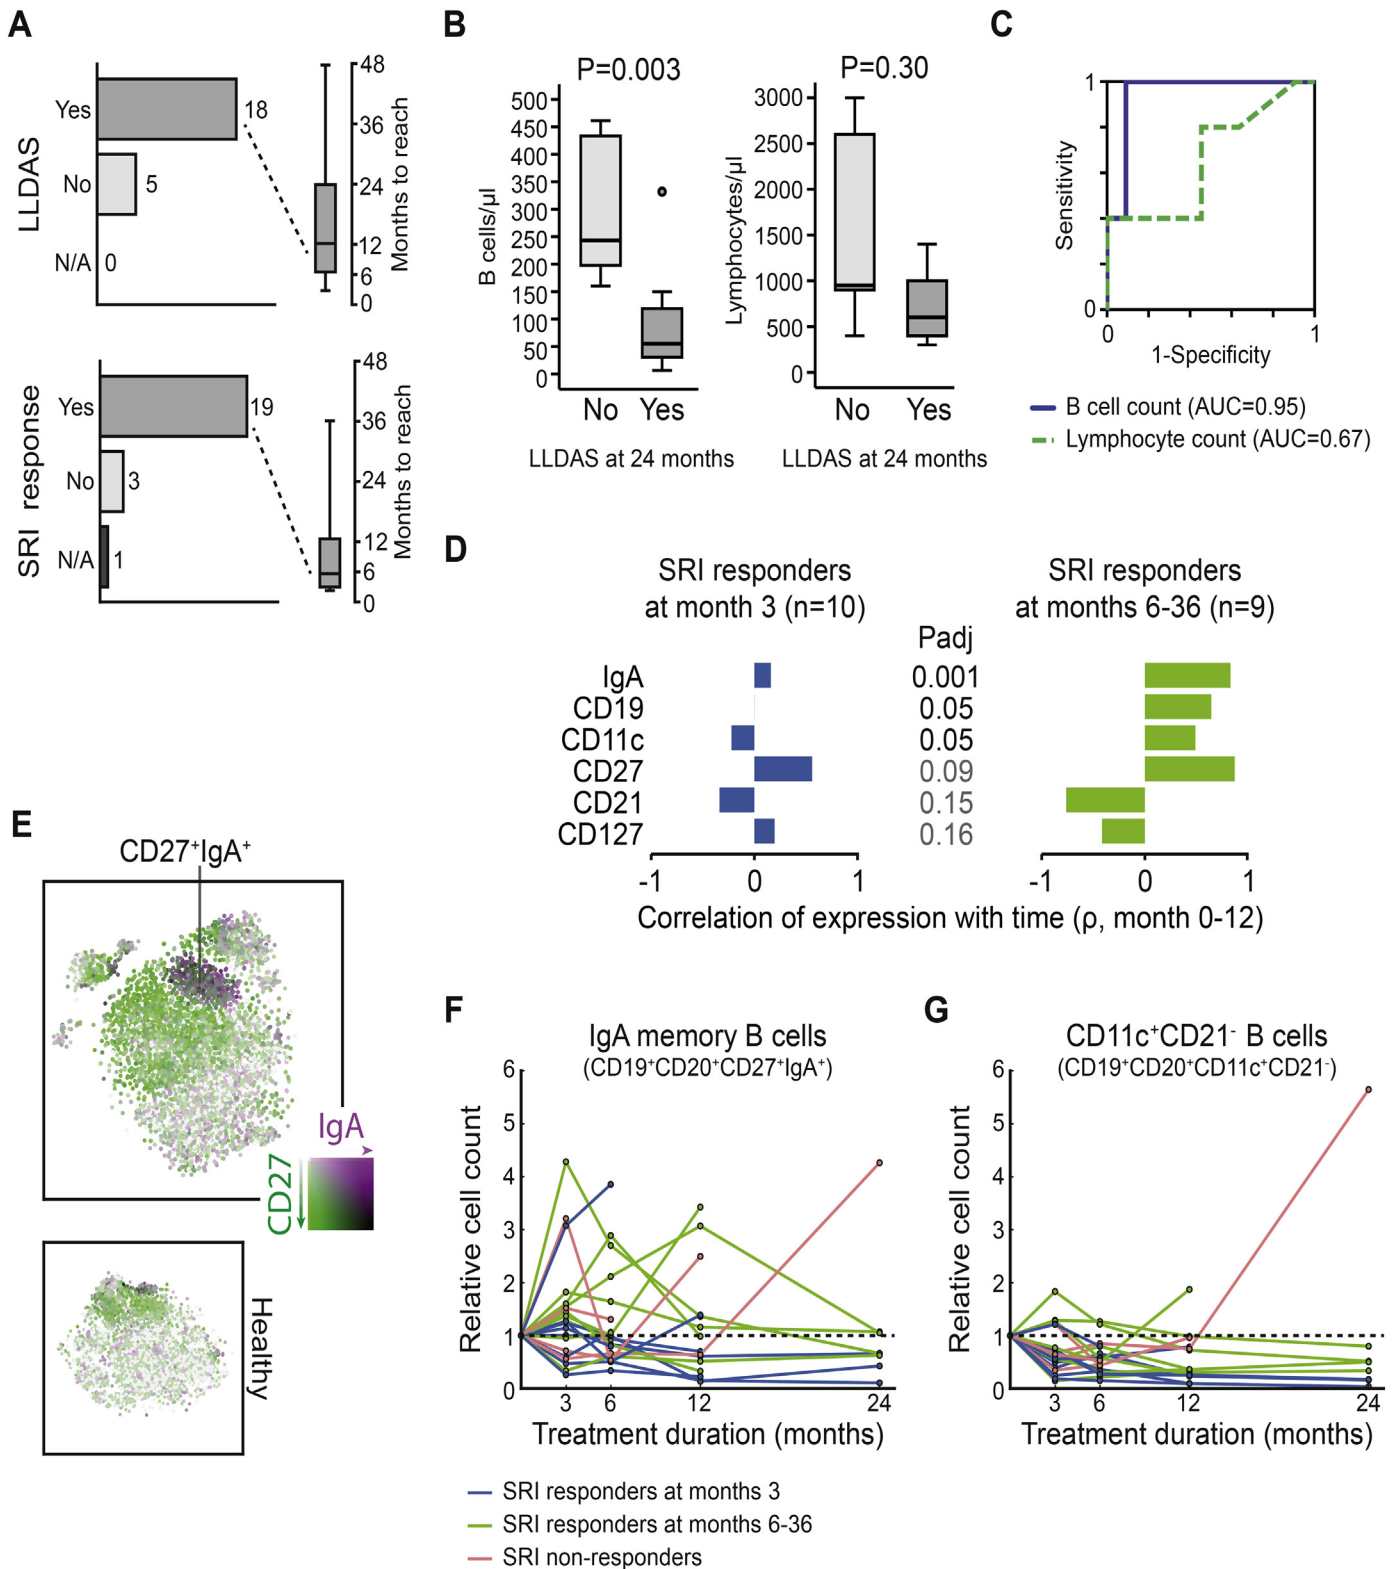 A
LLDAS
Yes
18
No
5
N/A
0
48
36
24
12
6
0
Months to reach
SRI response
Yes
19
No
3
N/A
1
48
36
24
12
6
0
Months to reach
B
P=0.003
B cells/µl
500
450
400
350
300
250
200
150
100
50
0
No Yes
LLDAS at 24 months
P=0.30
Lymphocytes/µl
3000
2500
2000
1500
1000
500
0
No Yes
LLDAS at 24 months
C
Sensitivity
1
0
0 1
1-Specificity
B cell count (AUC=0.95)
Lymphocyte count (AUC=0.67)
D
SRI responders
at month 3 (n=10)
SRI responders
at months 6-36 (n=9)
Padj
IgA 0.001
CD19 0.05
CD11c 0.05
CD27 0.09
CD21 0.15
CD127 0.16
-1 0 1 -1 0 1
Correlation of expression with time (ρ, month 0-12)
E
CD27⁺IgA⁺
IgA
CD27
Healthy
F
IgA memory B cells
(CD19⁺CD20⁺CD27⁺IgA⁺)
Relative cell count
6
5
4
3
2
1
0
3 6 12 24
Treatment duration (months)
G
CD11c⁺CD21⁻ B cells
(CD19⁺CD20⁺CD11c⁺CD21⁻)
Relative cell count
6
5
4
3
2
1
0
3 6 12 24
Treatment duration (months)
SRI responders at months 3
SRI responders at months 6-36
SRI non-responders